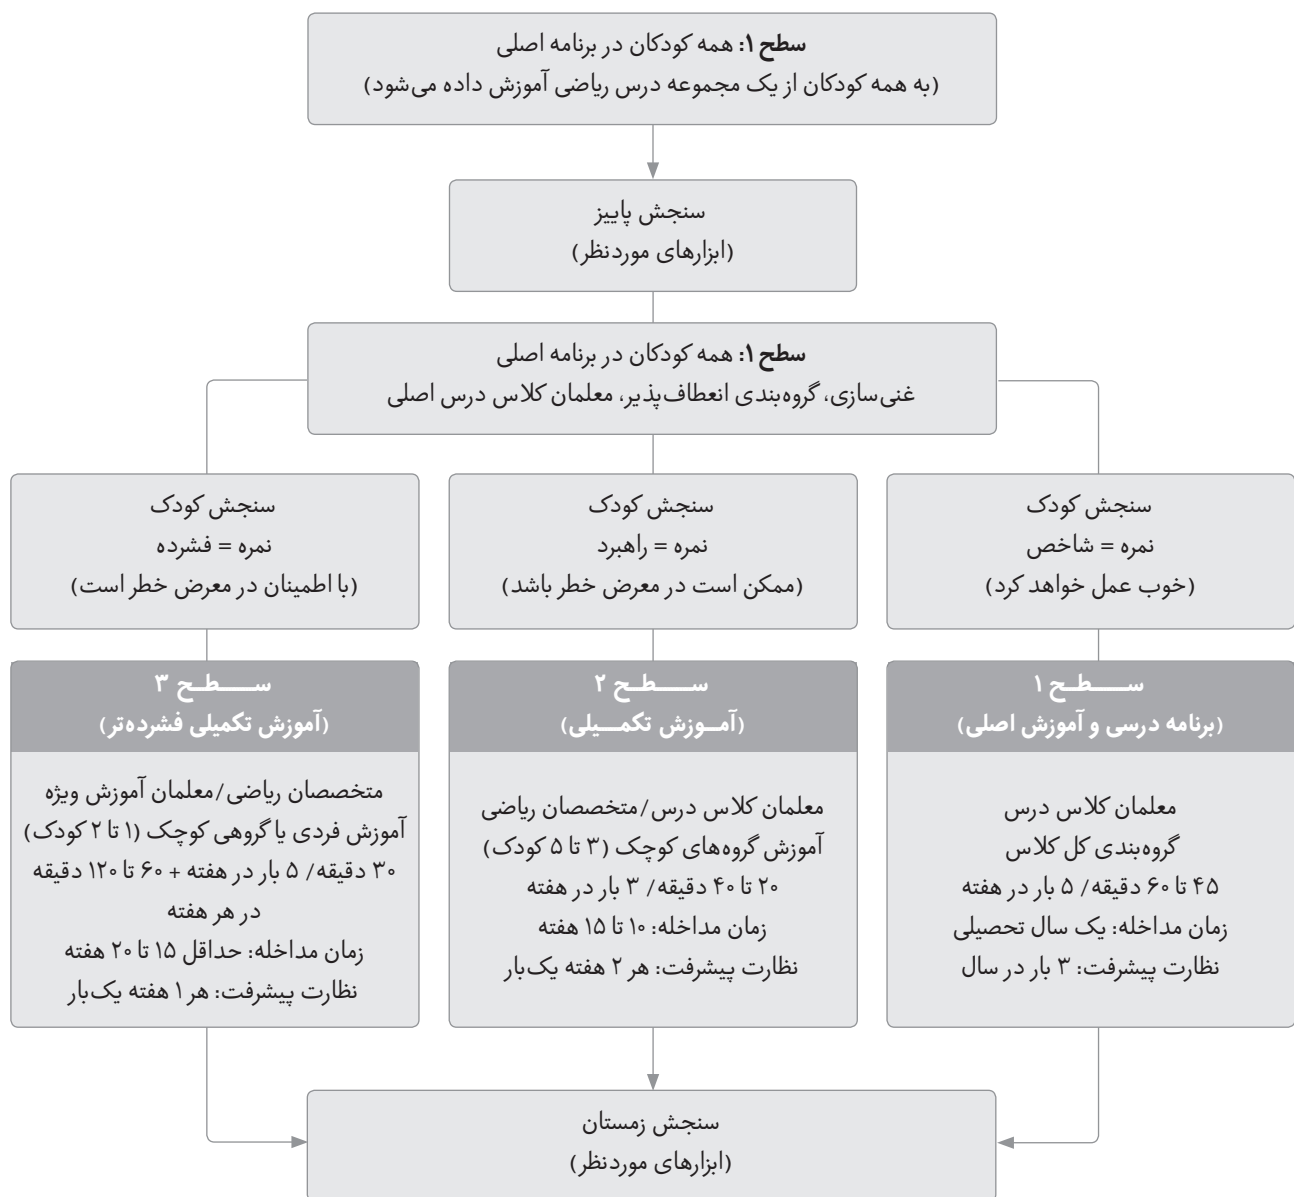 سطح ۱: همه کودکان در برنامه اصلی
(به همه کودکان از یک مجموعه درس ریاضی آموزش داده می‌شود)
سنجش پاییز
(ابزارهای موردنظر)
سطح ۱: همه کودکان در برنامه اصلی
غنی‌سازی، گروه‌بندی انعطاف‌پذیر، معلمان کلاس درس اصلی
سنجش کودک
نمره = شاخص
(خوب عمل خواهد کرد)
سنجش کودک
نمره = راهبرد
(ممکن است در معرض خطر باشد)
سنجش کودک
نمره = فشرده
(با اطمینان در معرض خطر است)
ســـــطـــح ۱
(برنامه درسی و آموزش اصلی)
معلمان کلاس درس
گروه‌بندی کل کلاس
۴۵ تا ۶۰ دقیقه/ ۵ بار در هفته
زمان مداخله: یک سال تحصیلی
نظارت پیشرفت: ۳ بار در سال
ســـــطـــح ۲
(آمــوزش تکمـــیلی)
معلمان کلاس درس/متخصصان ریاضی
آموزش گروه‌های کوچک (۳ تا ۵ کودک)
۲۰ تا ۴۰ دقیقه/ ۳ بار در هفته
زمان مداخله: ۱۰ تا ۱۵ هفته
نظارت پیشرفت: هر ۲ هفته یک‌بار
ســـــطـــح ۳
(آموزش تکمیلی فشرده‌تر)
متخصصان ریاضی/معلمان آموزش ویژه
آموزش فردی یا گروهی کوچک (۱ تا ۲ کودک)
۳۰ دقیقه/ ۵ بار در هفته + ۶۰ تا ۱۲۰ دقیقه
در هر هفته
زمان مداخله: حداقل ۱۵ تا ۲۰ هفته
نظارت پیشرفت: هر ۱ هفته یک‌بار
سنجش زمستان
(ابزارهای موردنظر)